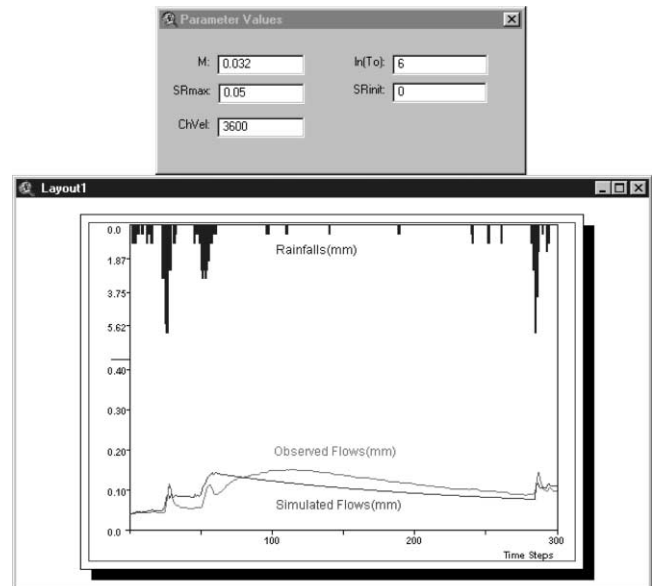 Parameter Values
M: 0.032
ln(To): 6
SRmax: 0.05
SRinit: 0
ChVel: 3600
Layout1
0.0
Rainfalls(mm)
1.87
3.75
5.62
0.40
0.30
0.20
Observed Flows(mm)
0.10
Simulated Flows(mm)
0.0
100
200
300
Time Steps